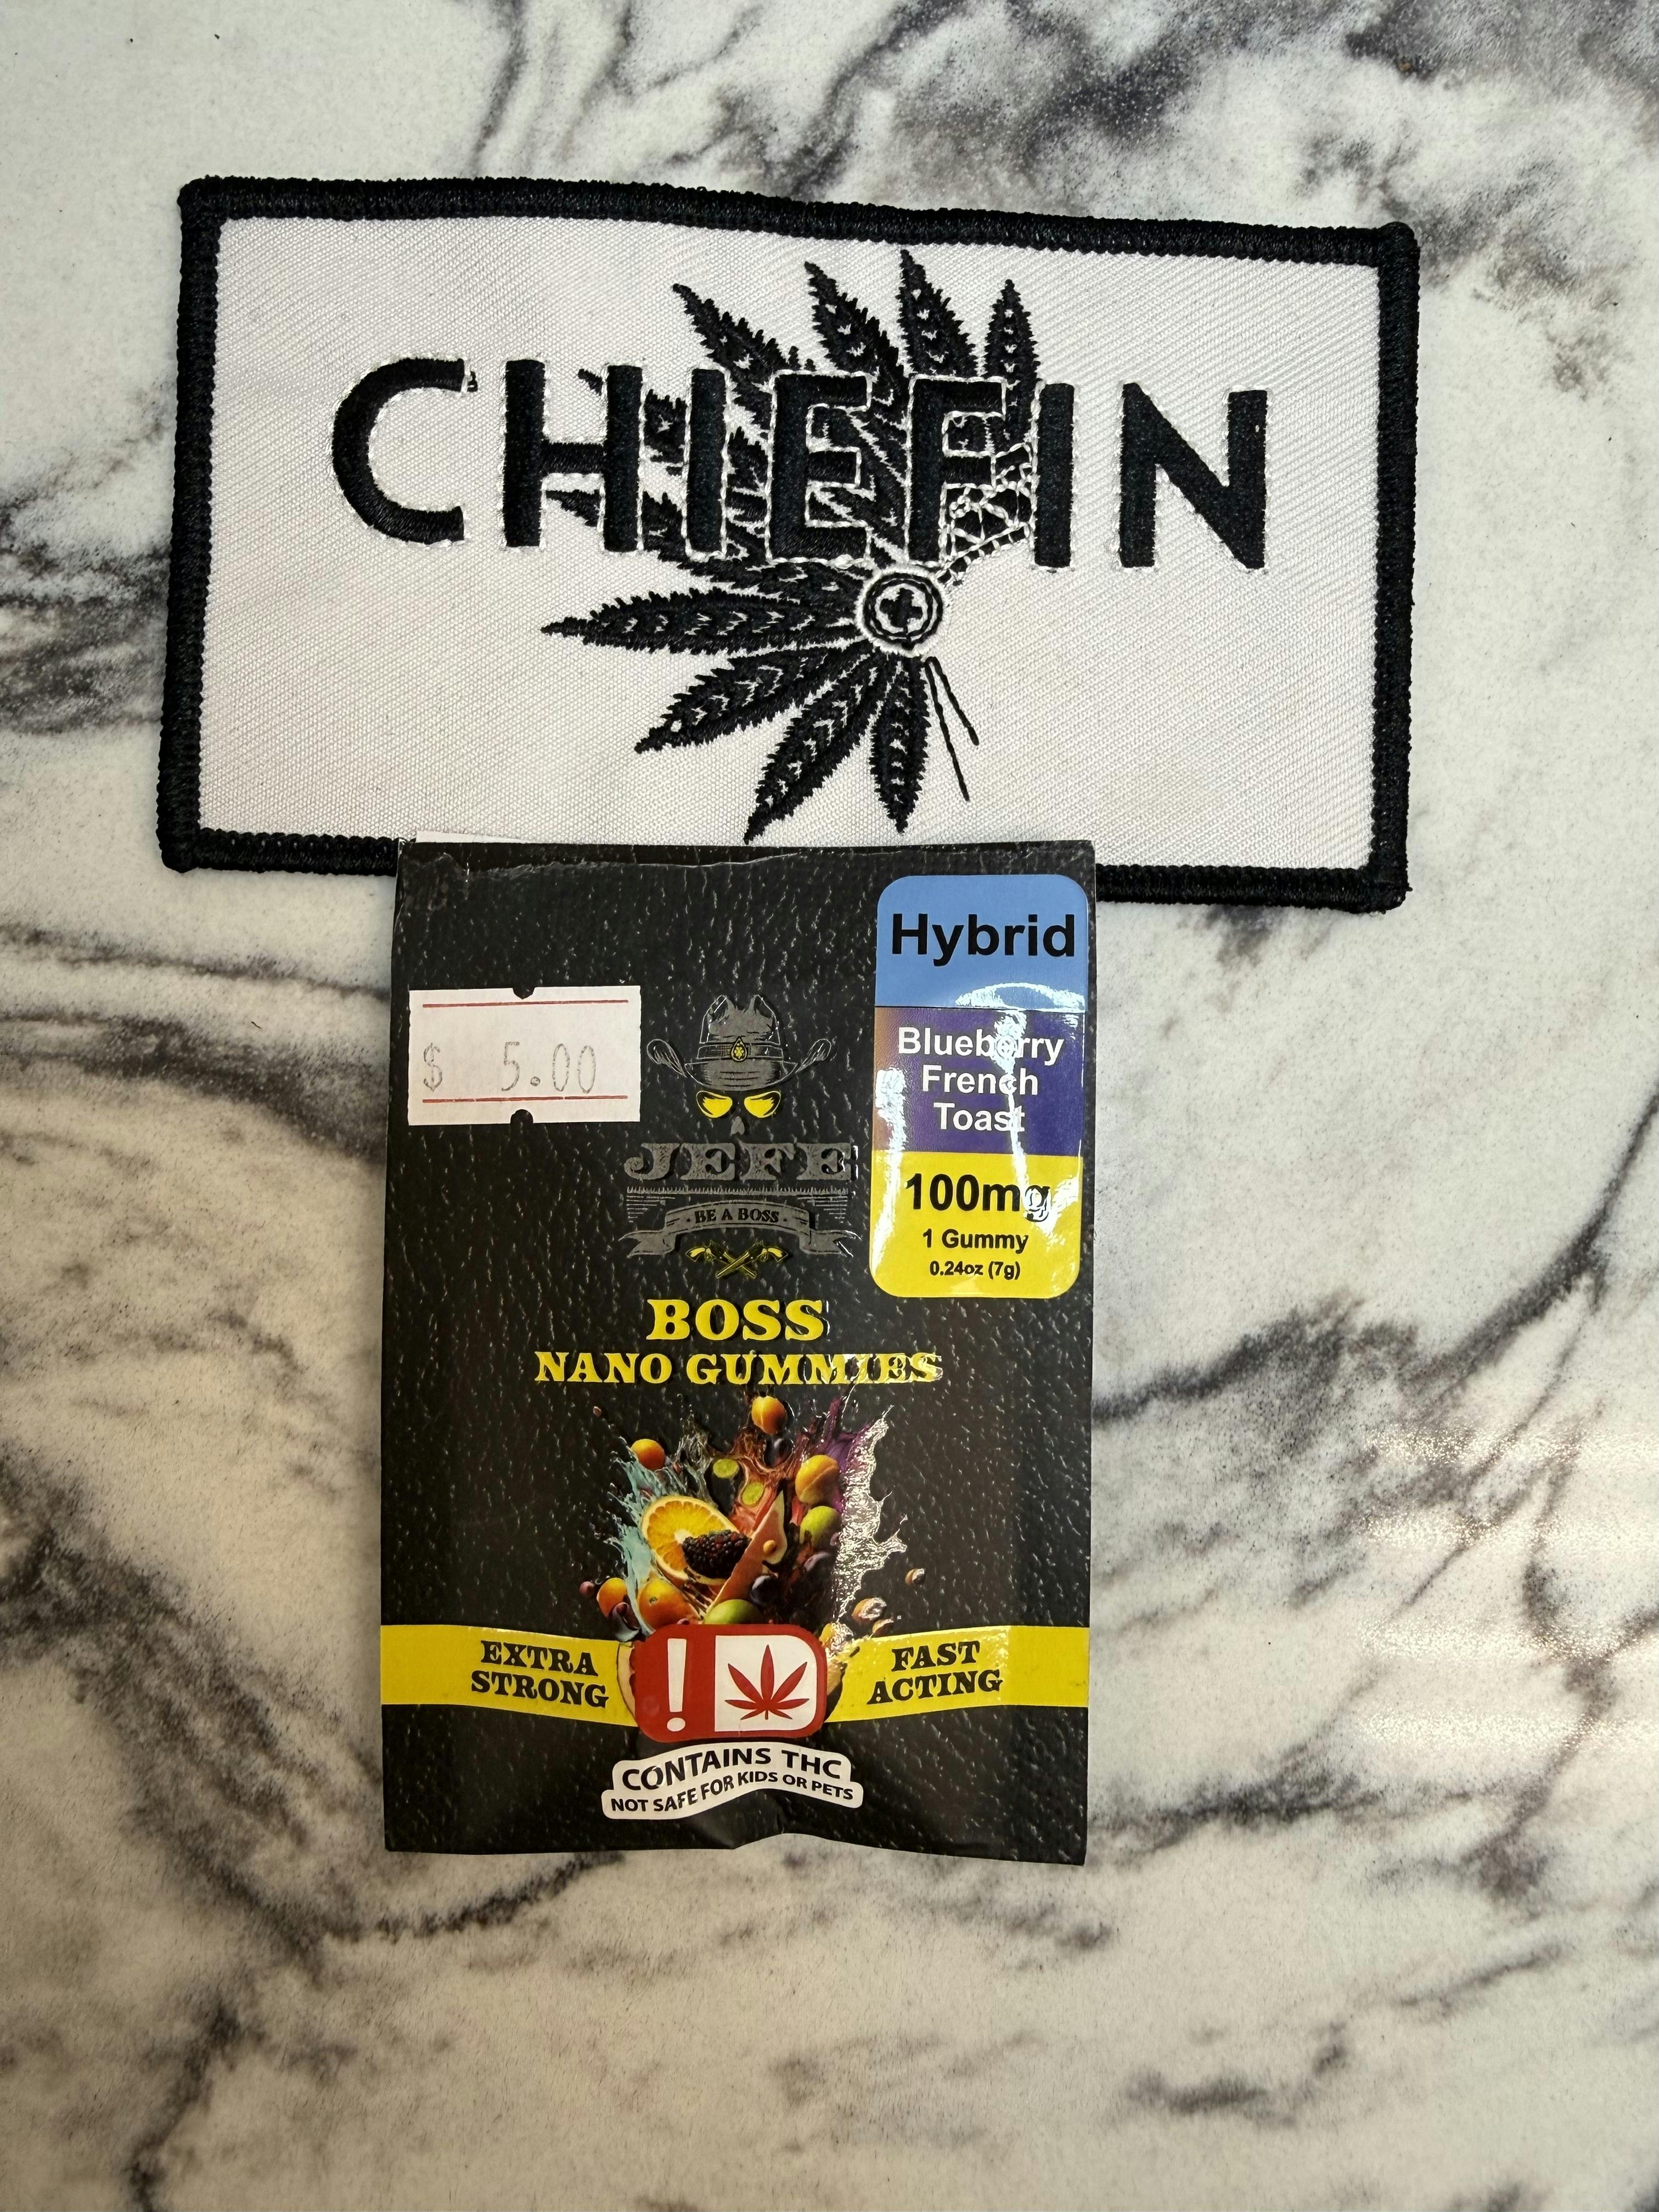 CHIEFIN
Hybrid
$ 5.00
Blueberry
French
Toast
JEFE
BE A BOSS
100mg
1 Gummy
0.24oz (7g)
BOSS
NANO GUMMIES
EXTRA
STRONG
!
FAST
ACTING
CONTAINS THC
NOT SAFE FOR KIDS OR PETS